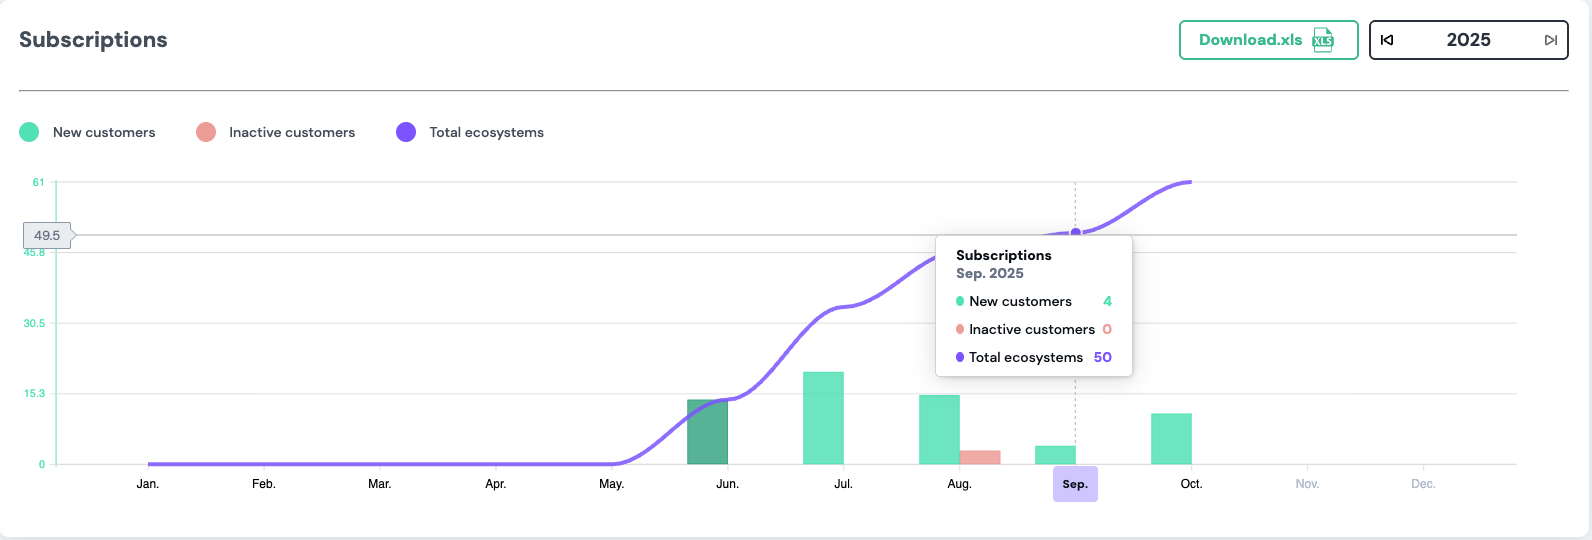 Subscriptions
Download.xls XLS
2025
New customers Inactive customers Total ecosystems
61
49.5
45.8
30.5
15.3
0
Subscriptions
Sep. 2025
New customers 4
Inactive customers 0
Total ecosystems 50
Jan. Feb. Mar. Apr. May. Jun. Jul. Aug. Sep. Oct. Nov. Dec.